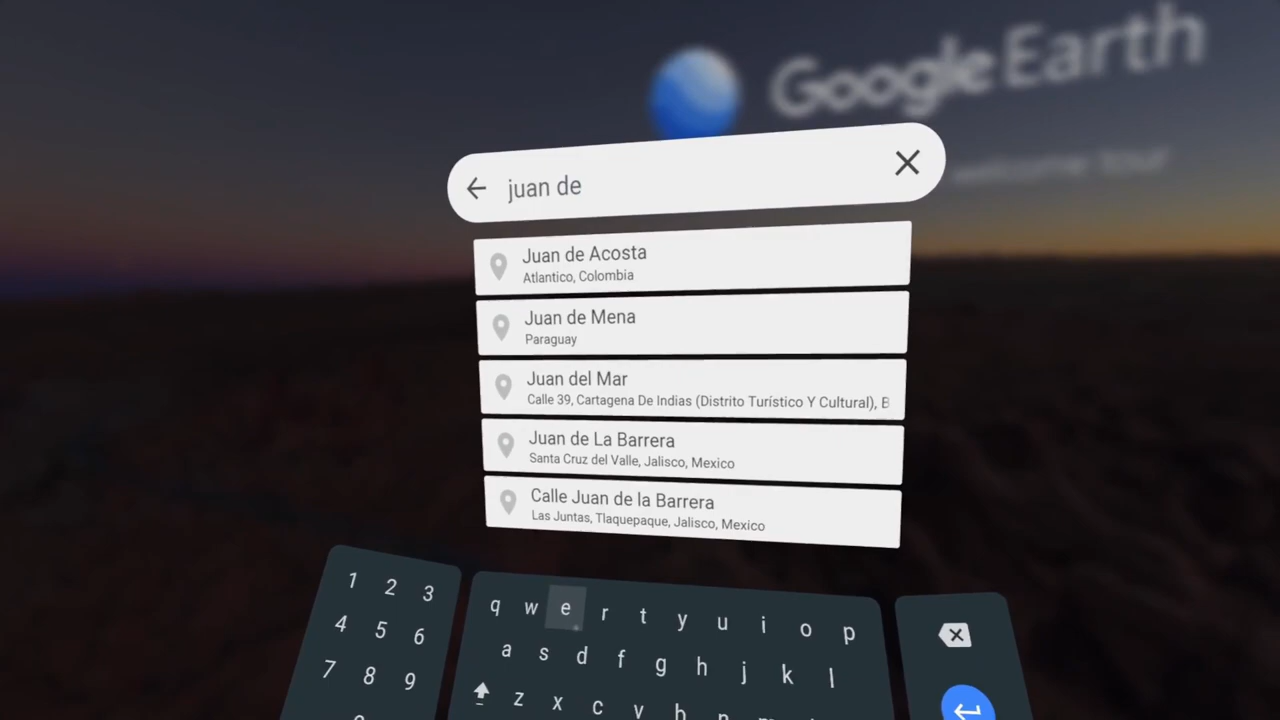 Google Earth
welcome tour
juan de
Juan de Acosta
Atlantico, Colombia
Juan de Mena
Paraguay
Juan del Mar
Calle 39, Cartagena De Indias (Distrito Turístico Y Cultural), B
Juan de La Barrera
Santa Cruz del Valle, Jalisco, Mexico
Calle Juan de la Barrera
Las Juntas, Tlaquepaque, Jalisco, Mexico
1 2 3 q w e r t y u i o p
4 5 6 a s d f g h j k l
7 8 9 z x c v b n m